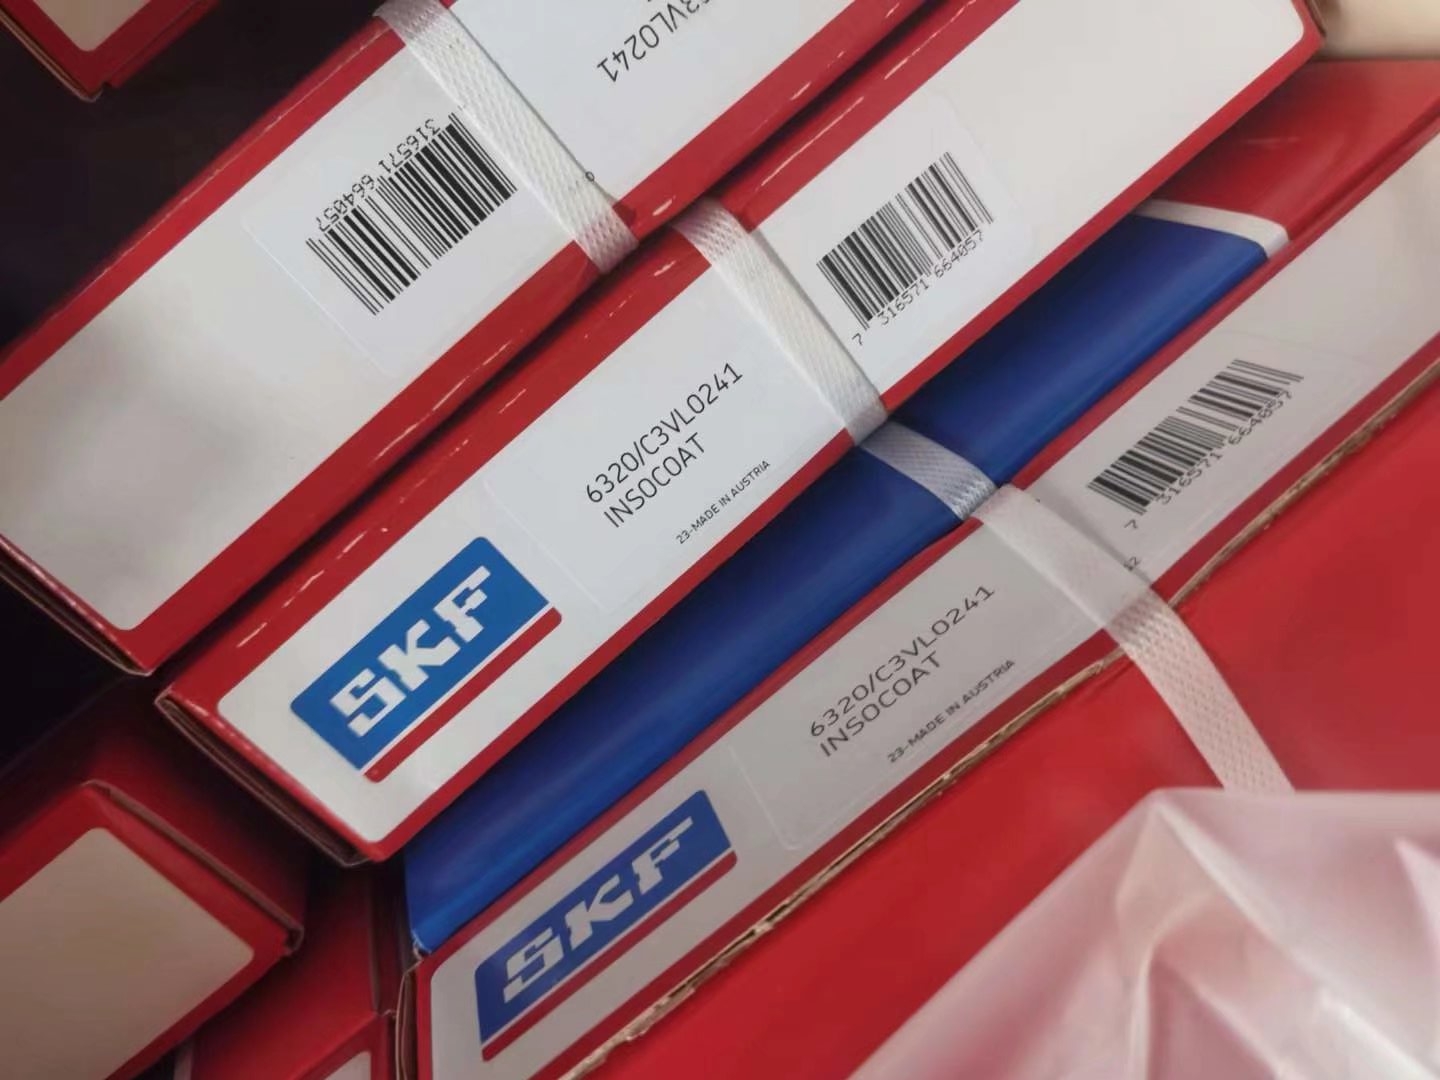 C3VL0241
316571 664057
7 316571 664057
6320/C3VL0241
INSOCOAT
23-MADE IN AUSTRIA
SKF
7 316571 664057
6320/C3VL0241
INSOCOAT
23-MADE IN AUSTRIA
SKF